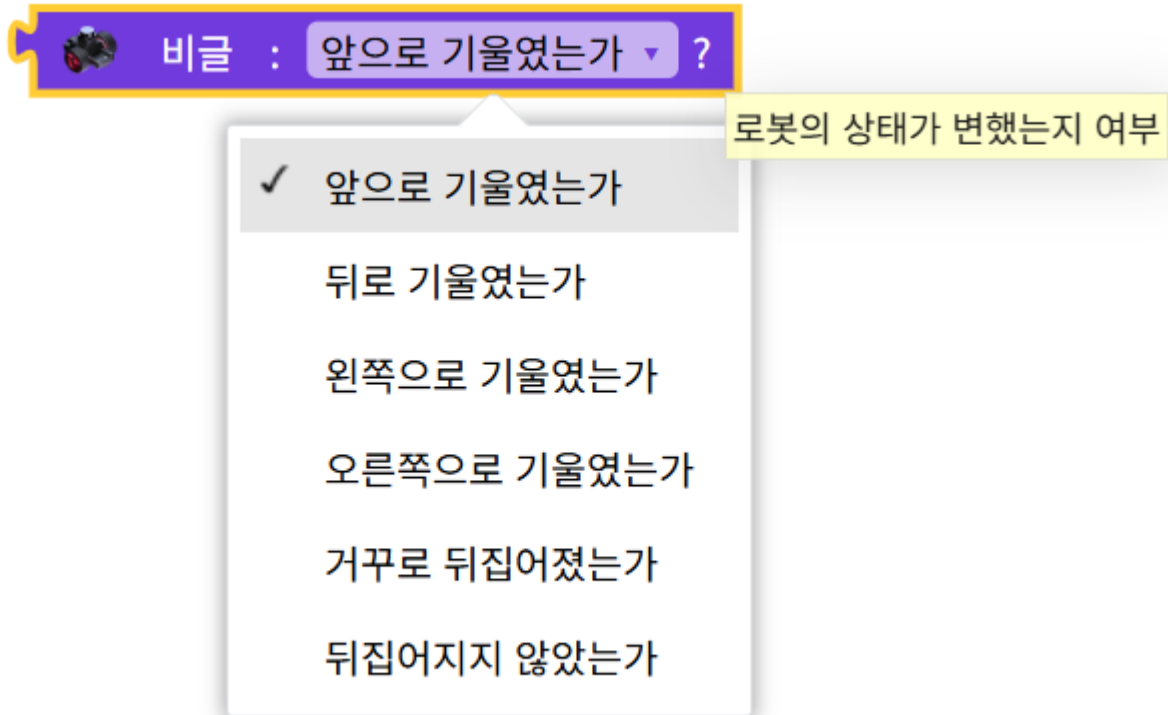 비글 : 앞으로 기울였는가 ▼ ?
로봇의 상태가 변했는지 여부
✓ 앞으로 기울였는가
뒤로 기울였는가
왼쪽으로 기울였는가
오른쪽으로 기울였는가
거꾸로 뒤집어졌는가
뒤집어지지 않았는가